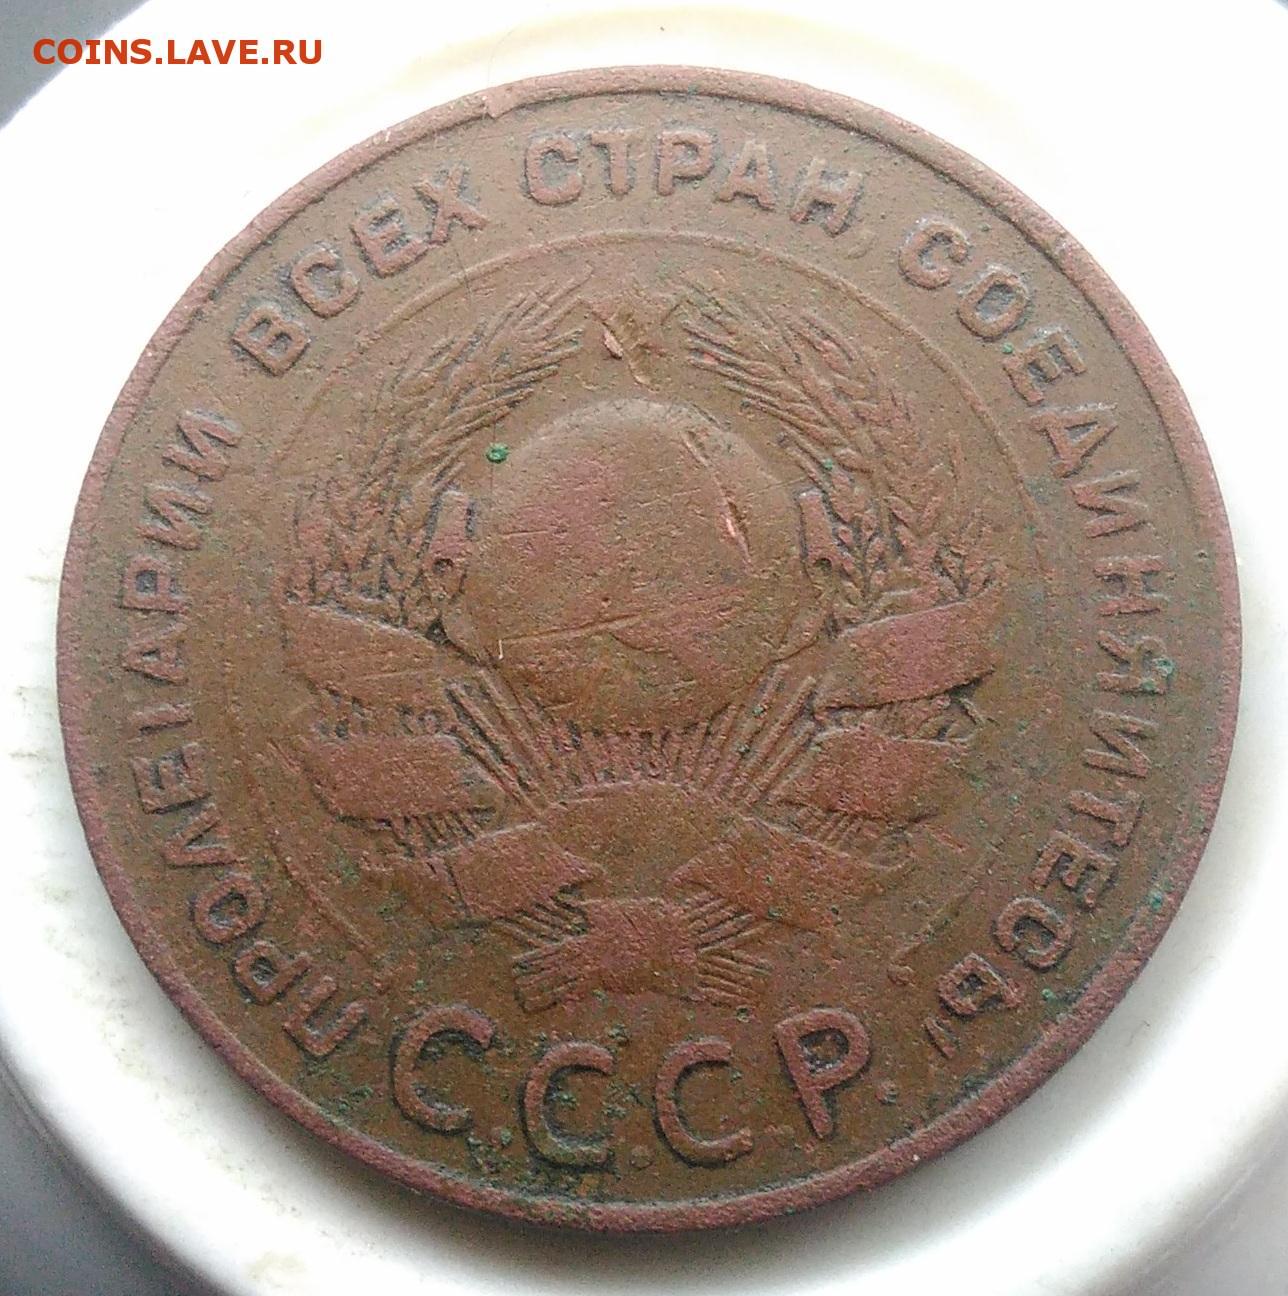 COINS.LAVE.RU
"ПРОЛЕТАРИИ ВСЕХ СТРАН, СОЕДИНЯЙТЕСЬ"
С.С.С.Р.